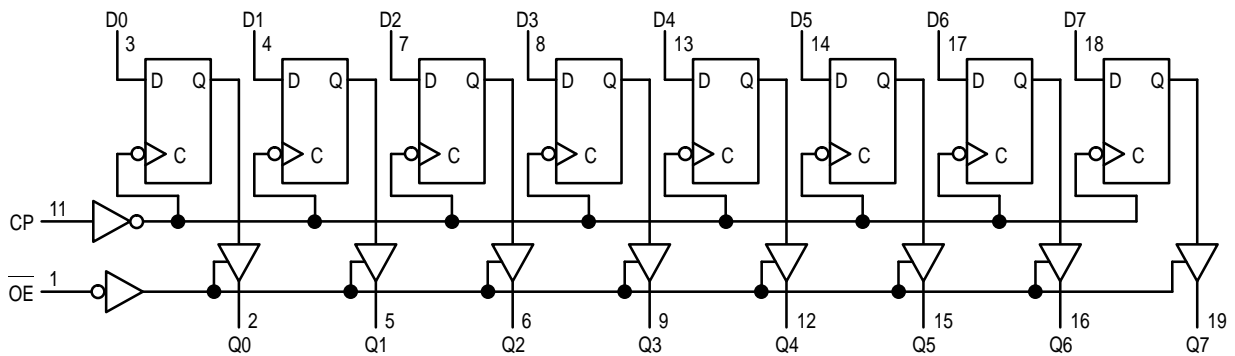 D0 D1 D2 D3 D4 D5 D6 D7
3 4 7 8 13 14 17 18
D Q D Q D Q D Q D Q D Q D Q D Q
C C C C C C C C
CP 11
OE 1
2 5 6 9 12 15 16 19
Q0 Q1 Q2 Q3 Q4 Q5 Q6 Q7